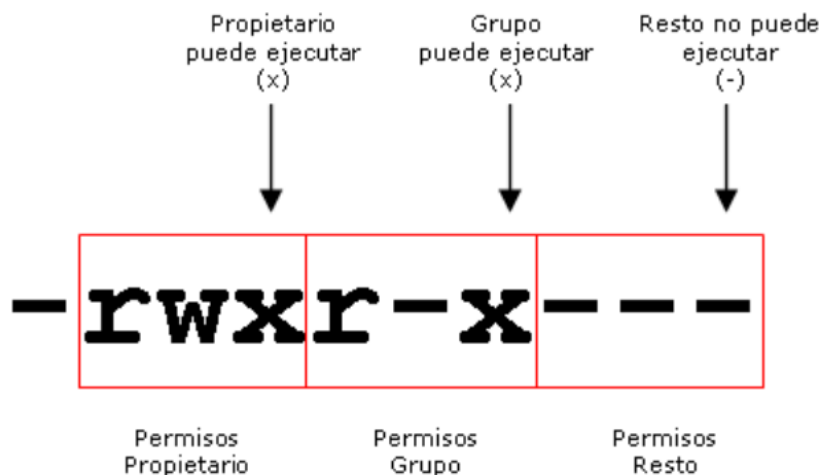 Propietario
puede ejecutar
(x)
Grupo
puede ejecutar
(x)
Resto no puede
ejecutar
(-)
-rwxr-x---
Permisos
Propietario
Permisos
Grupo
Permisos
Resto